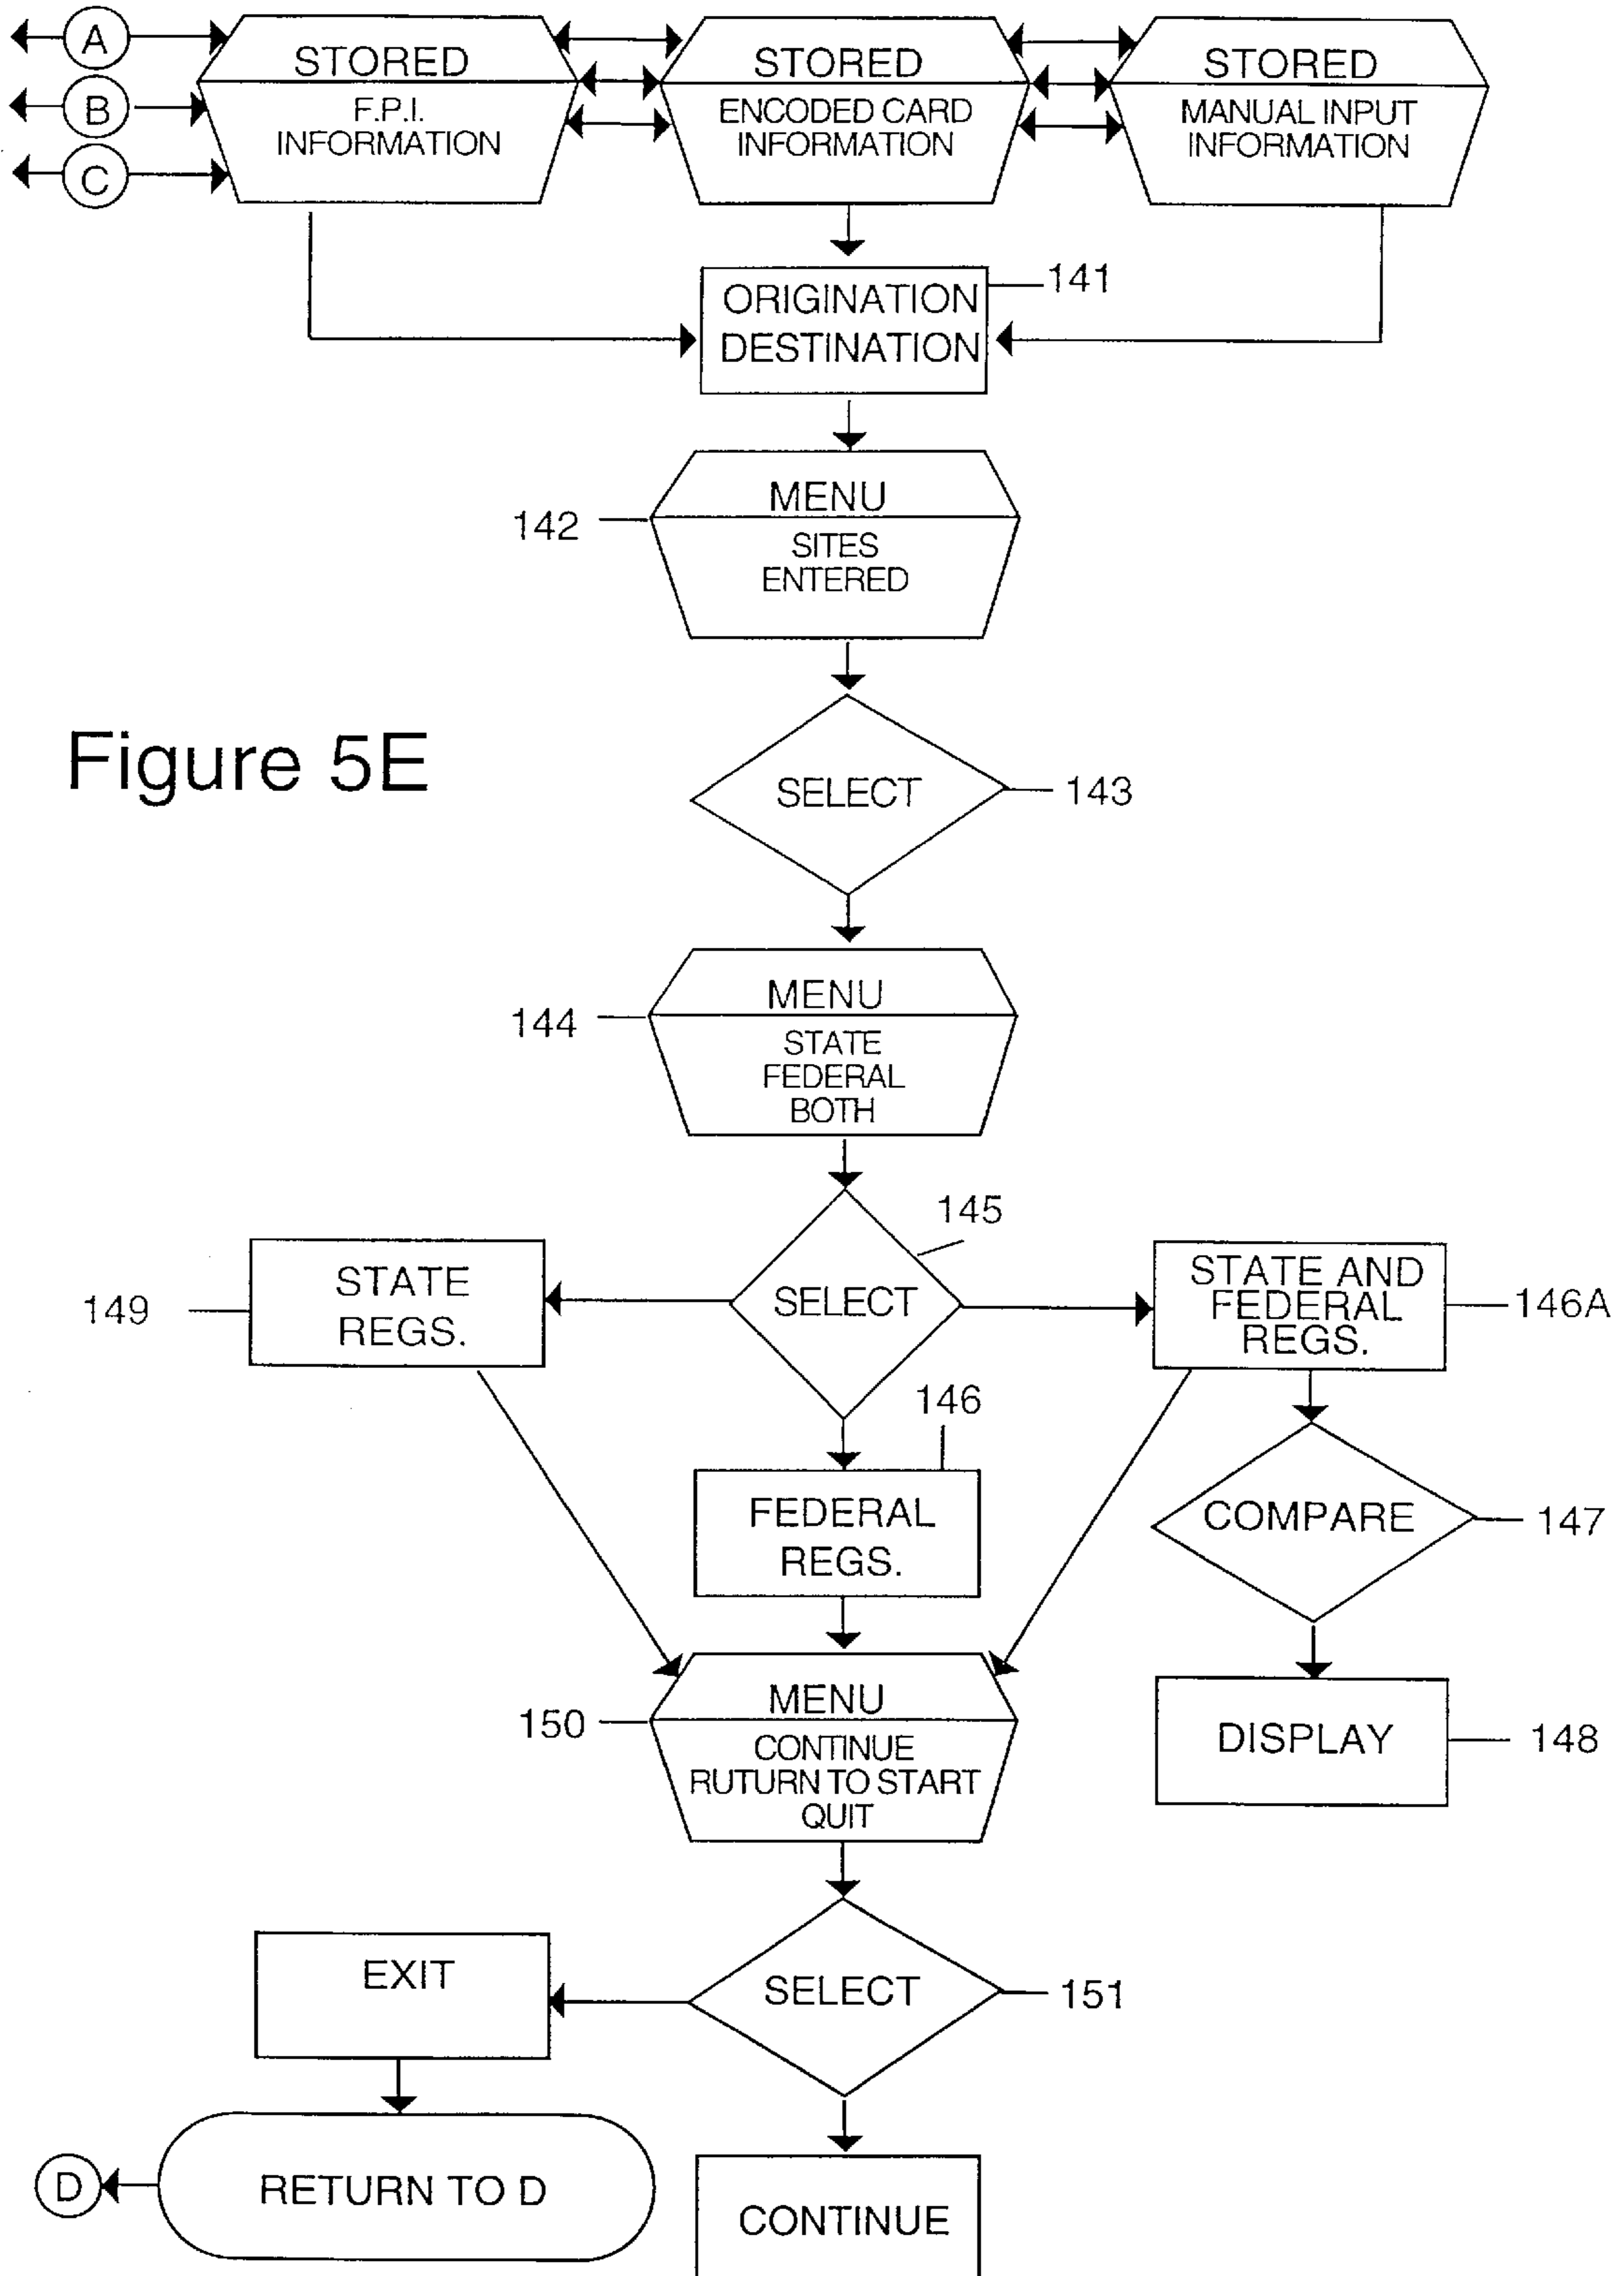 A
B
C
STORED
F.P.I.
INFORMATION
STORED
ENCODED CARD
INFORMATION
STORED
MANUAL INPUT
INFORMATION
ORIGINATION
DESTINATION
141
MENU
SITES
ENTERED
142
Figure 5E
SELECT
143
MENU
STATE
FEDERAL
BOTH
144
145
SELECT
STATE
REGS.
149
STATE AND
FEDERAL
REGS.
146A
146
FEDERAL
REGS.
COMPARE
147
MENU
CONTINUE
RUTURN TO START
QUIT
150
DISPLAY
148
EXIT
SELECT
151
D
RETURN TO D
CONTINUE